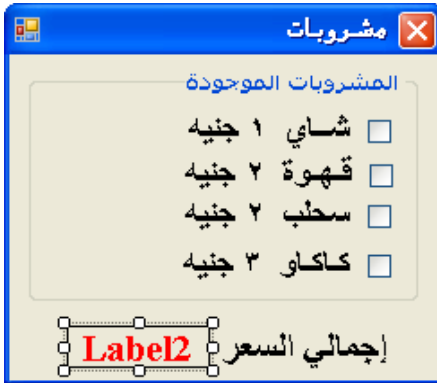 مشروبات
المشروبات الموجودة
شاي ١ جنيه
قهوة ٢ جنيه
سحلب ٢ جنيه
كاكاو ٣ جنيه
إجمالي السعر Label2